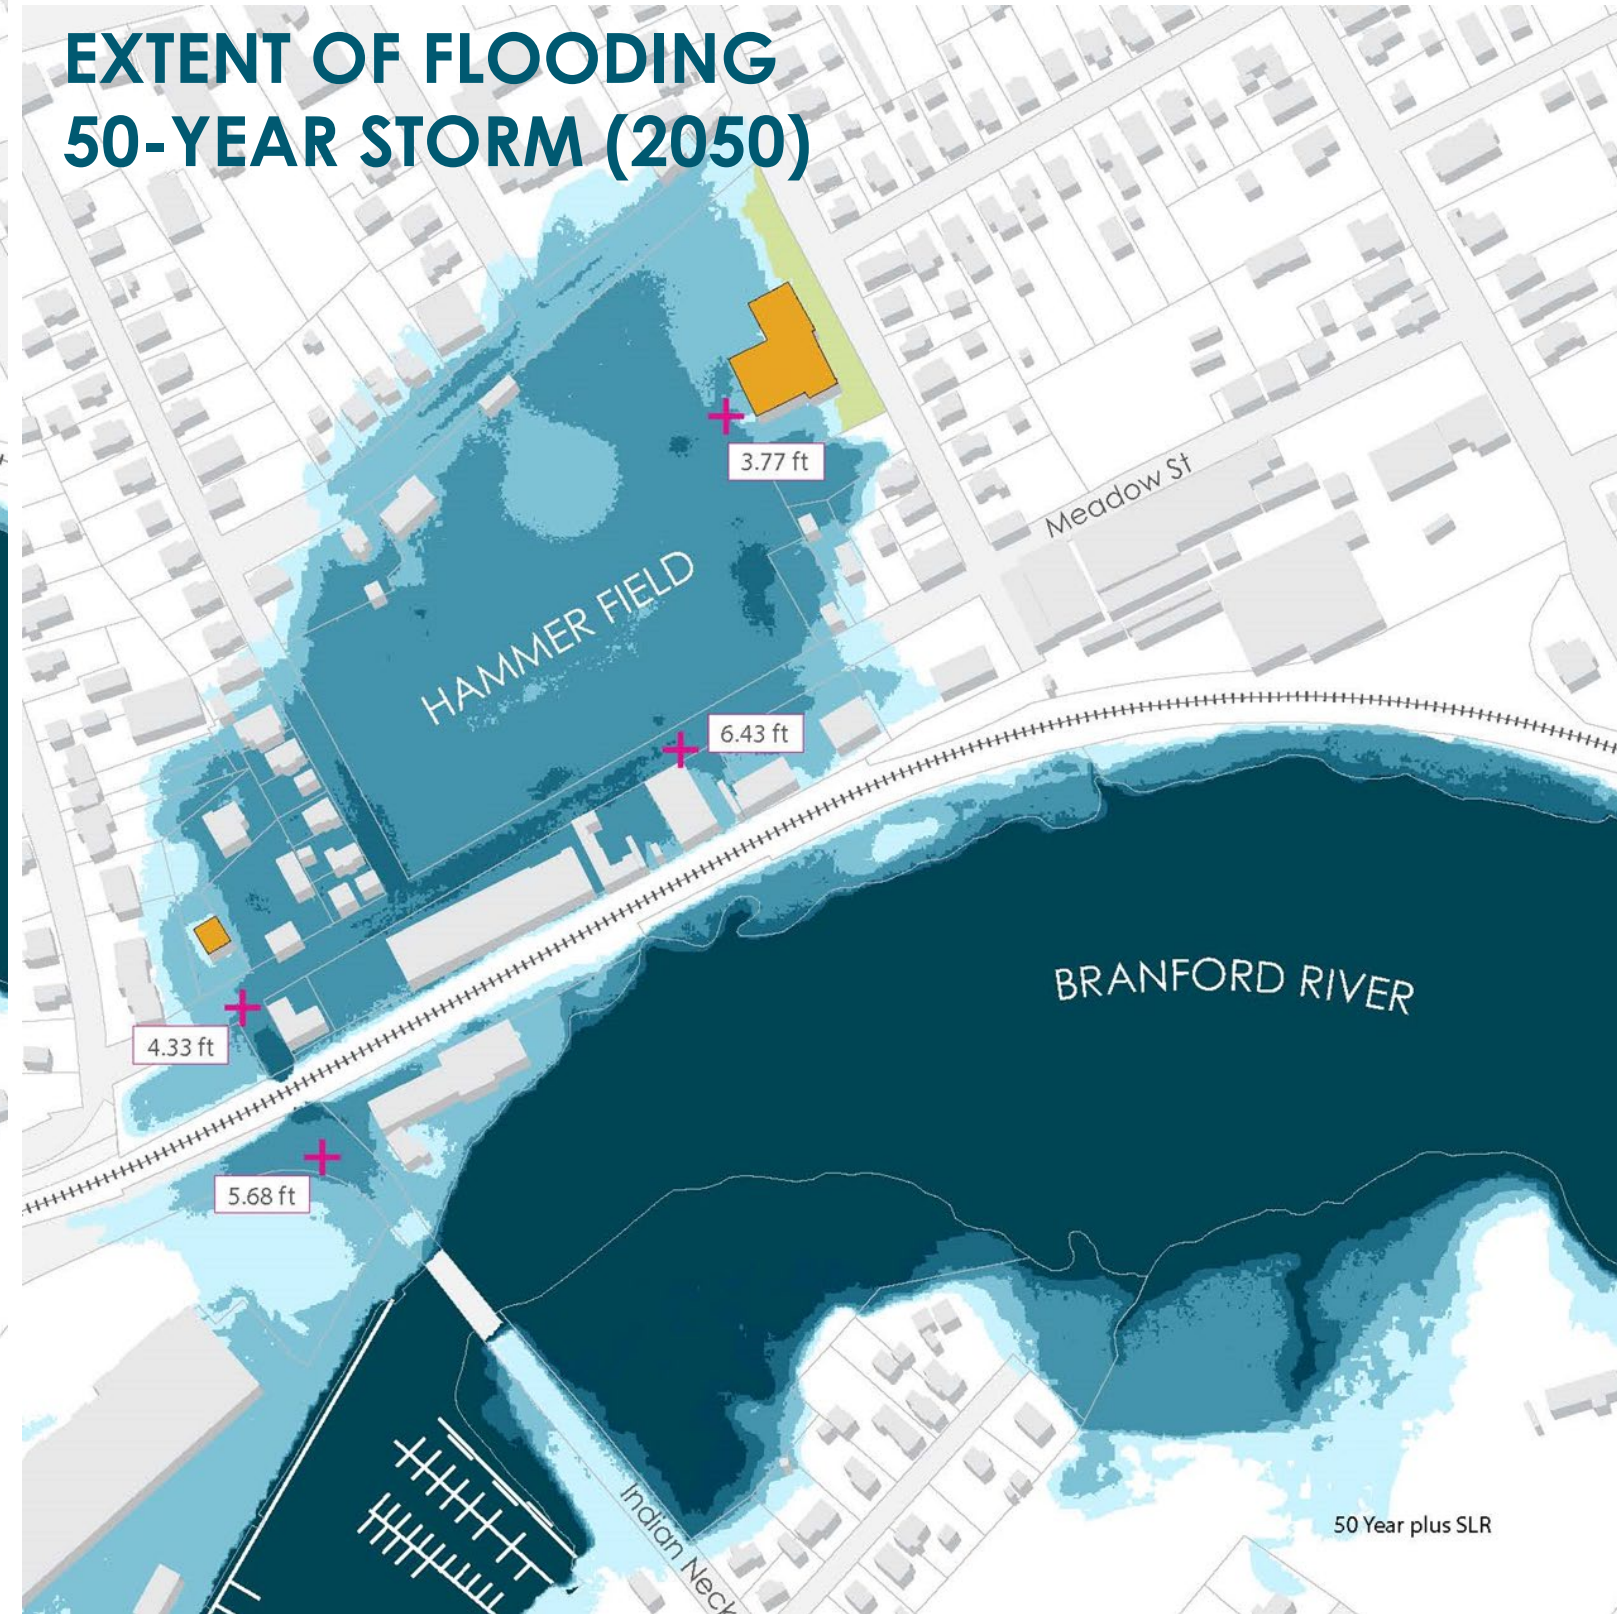 EXTENT OF FLOODING
50-YEAR STORM (2050)
3.77 ft
Meadow St
HAMMER FIELD
6.43 ft
BRANFORD RIVER
4.33 ft
5.68 ft
Indian Neck
50 Year plus SLR